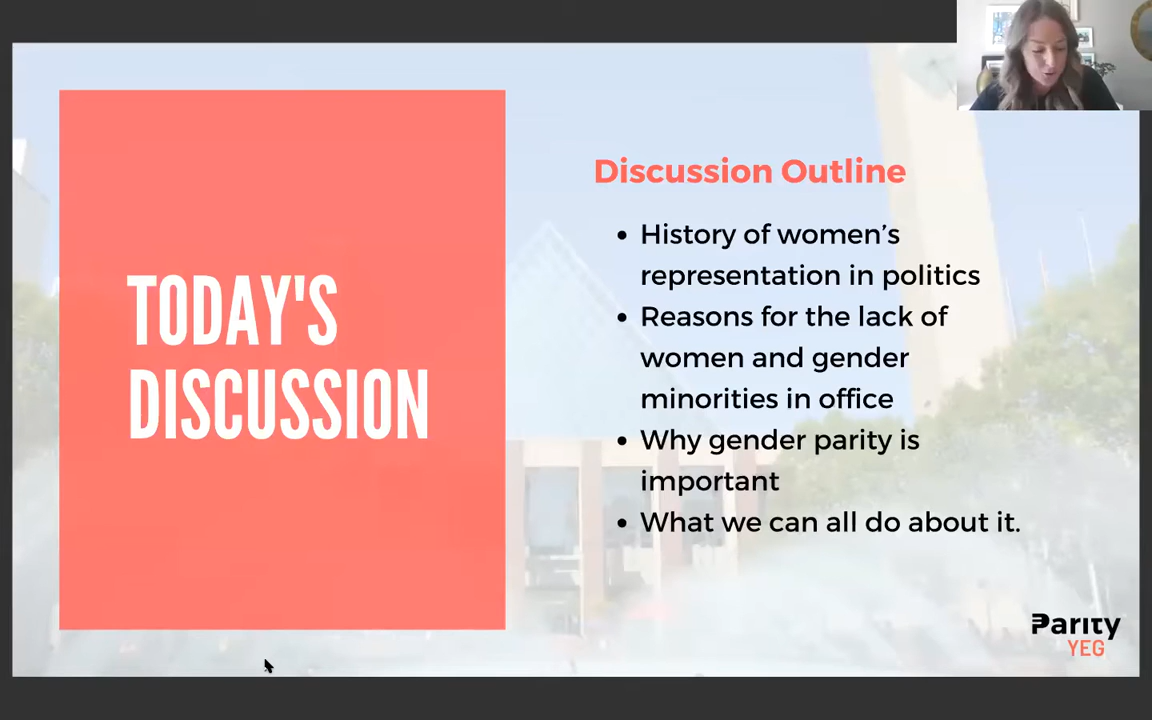 TODAY'S
DISCUSSION
Discussion Outline
• History of women’s
representation in politics
• Reasons for the lack of
women and gender
minorities in office
• Why gender parity is
important
• What we can all do about it.
Parity
YEG